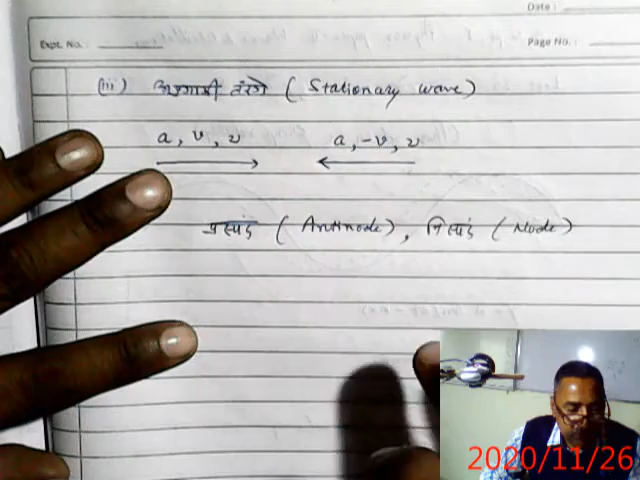 Date :
Expt. No. :
Page No. :
(iii) अप्रगामी तरंगे ( Stationary wave )
a, v, ν a, -v, ν
प्रस्पंद ( Antinode ), निस्पंद ( Node )
2020/11/26